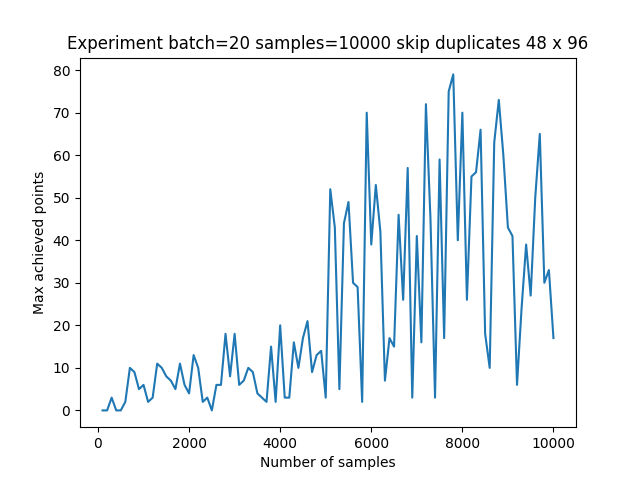 Experiment batch=20 samples=10000 skip duplicates 48 x 96
80
70
60
50
40
30
20
10
0
Max achieved points
0 2000 4000 6000 8000 10000
Number of samples